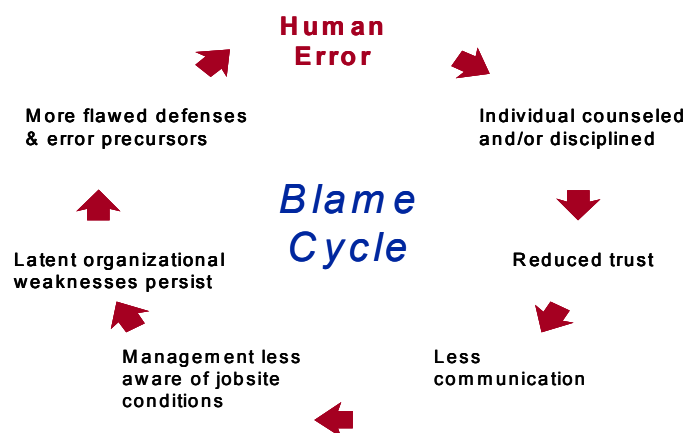 Human
Error
Individual counseled
and/or disciplined
Reduced trust
Less
communication
Management less
aware of jobsite
conditions
Latent organizational
weaknesses persist
More flawed defenses
& error precursors
Blame
Cycle